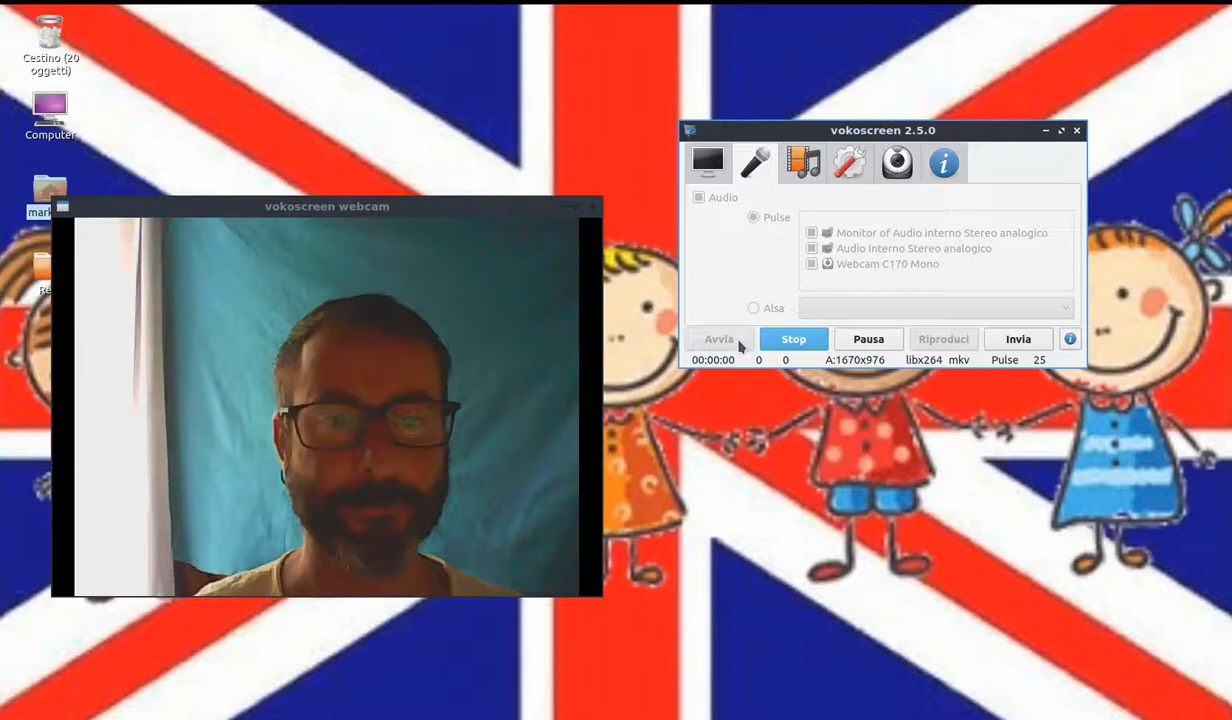 Cestino (20
oggetti)
Computer
mark
Re
vokoscreen webcam
vokoscreen 2.5.0
Audio
Pulse
Monitor of Audio interno Stereo analogico
Audio interno Stereo analogico
Webcam C170 Mono
Alsa
Avvia
Stop
Pausa
Riproduci
Invia
00:00:00 0 0 A:1670x976 libx264 mkv Pulse 25